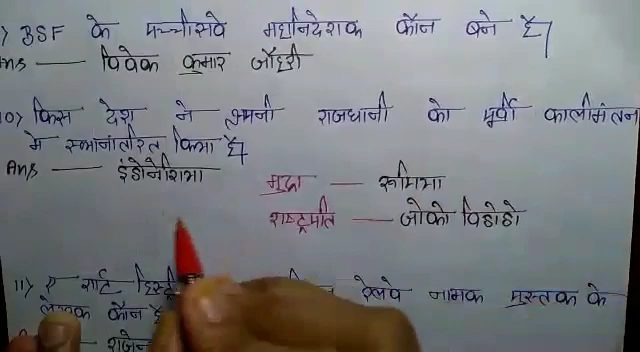 ) BSF के पच्चीसवे महानिदेशक कौन बने है।
Ans — विवेक कुमार जौहरी
10) किस देश ने अपनी राजधानी को पूर्वी कालीमंतन
मे स्थानांतरित किया है।
Ans — इंडोनेशिया
मुद्रा — रूपिया
राष्ट्रपति — जोको विडोडो
11) ए शार्ट हिस्ट्री रेलवे नामक पुस्तक के
लेखक कौन है